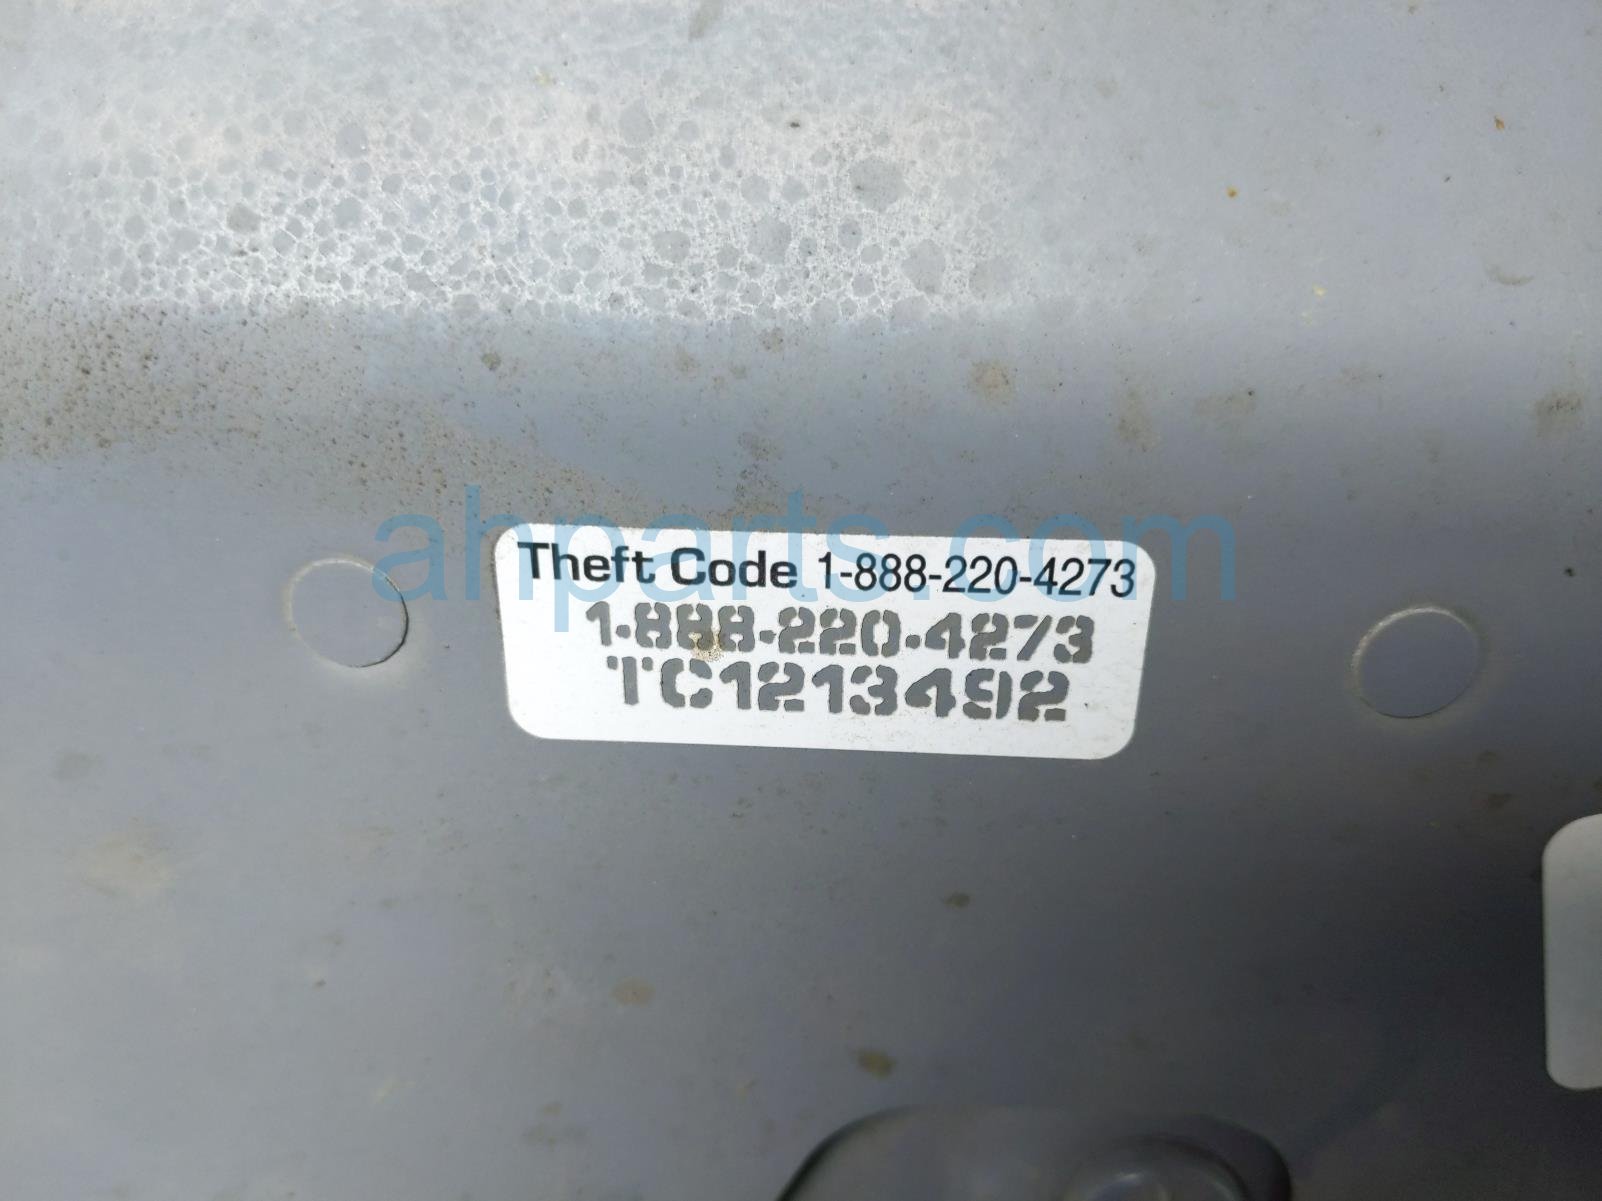 ahparts.com
Theft Code 1-888-220-4273
1-888-220-4273
TC1213492